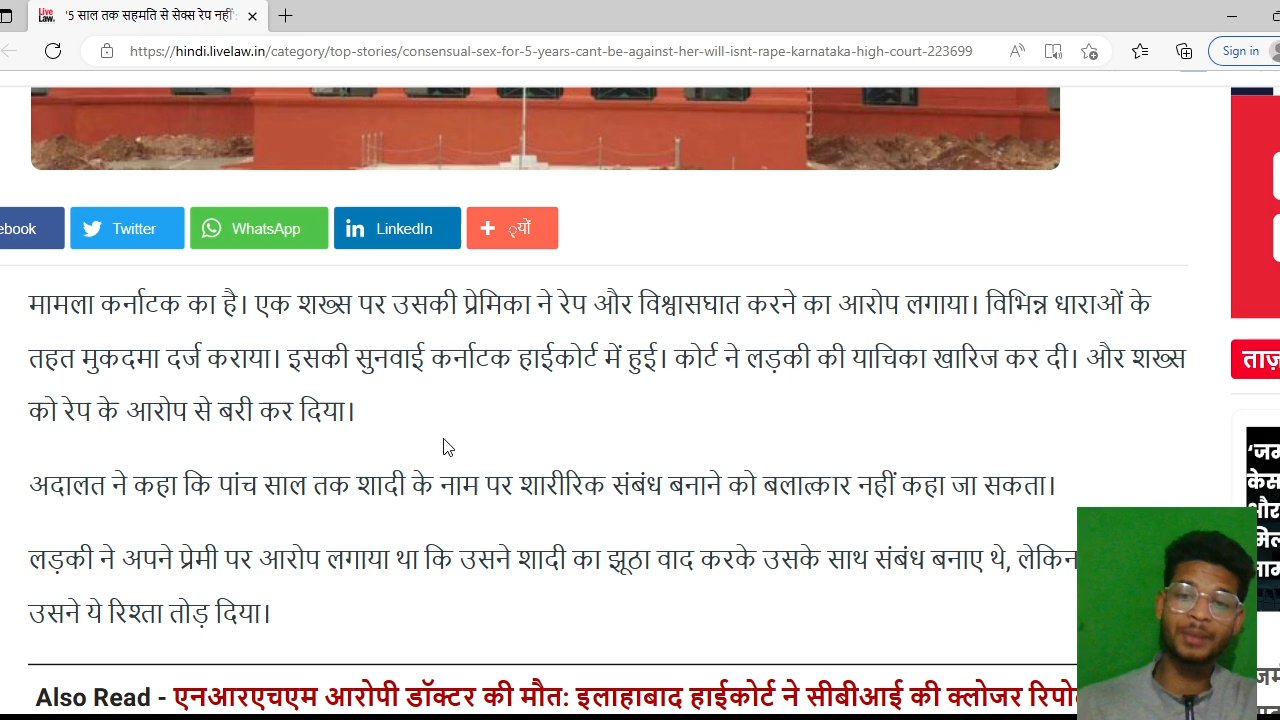 Live Law.
'5 साल तक सहमति से सेक्स रेप नहीं'
https://hindi.livelaw.in/category/top-stories/consensual-sex-for-5-years-cant-be-against-her-will-isnt-rape-karnataka-high-court-223699
Sign in
ebook Twitter WhatsApp LinkedIn
मामला कर्नाटक का है। एक शख्स पर उसकी प्रेमिका ने रेप और विश्वासघात करने का आरोप लगाया। विभिन्न धाराओं के
तहत मुकदमा दर्ज कराया। इसकी सुनवाई कर्नाटक हाईकोर्ट में हुई। कोर्ट ने लड़की की याचिका खारिज कर दी। और शख्स
को रेप के आरोप से बरी कर दिया।
अदालत ने कहा कि पांच साल तक शादी के नाम पर शारीरिक संबंध बनाने को बलात्कार नहीं कहा जा सकता।
लड़की ने अपने प्रेमी पर आरोप लगाया था कि उसने शादी का झूठा वाद करके उसके साथ संबंध बनाए थे, लेकिन
उसने ये रिश्ता तोड़ दिया।
Also Read - एनआरएचएम आरोपी डॉक्टर की मौत: इलाहाबाद हाईकोर्ट ने सीबीआई की क्लोजर